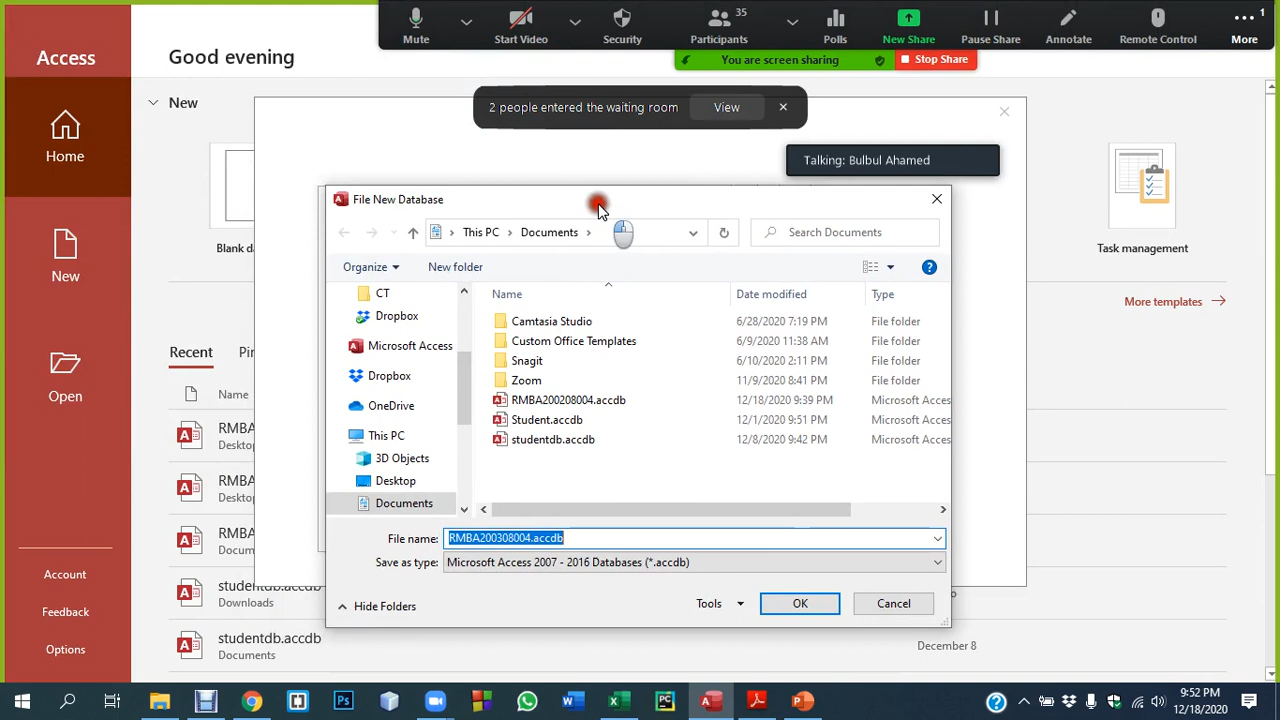 Mute
Start Video
Security
Participants
35
Polls
New Share
Pause Share
Annotate
Remote Control
More
1
You are screen sharing
Stop Share
2 people entered the waiting room
View
Talking: Bulbul Ahamed
Access
Good evening
New
Home
New
Open
Account
Feedback
Options
Blank da
Task management
More templates
Recent
Pi
Name
RMBA
Desktop
RMBA
Desktop
RMBA
Docum
studentdb.accdb
Downloads
studentdb.accdb
Documents
December 8
File New Database
This PC > Documents >
Search Documents
Organize
New folder
CT
Dropbox
Microsoft Access
Dropbox
OneDrive
This PC
3D Objects
Desktop
Documents
Name Date modified Type
Camtasia Studio 6/28/2020 7:19 PM File folder
Custom Office Templates 6/9/2020 11:38 AM File folder
Snagit 6/10/2020 2:11 PM File folder
Zoom 11/9/2020 8:41 PM File folder
RMBA200208004.accdb 12/18/2020 9:39 PM Microsoft Acces
Student.accdb 12/1/2020 9:51 PM Microsoft Acces
studentdb.accdb 12/8/2020 9:42 PM Microsoft Acces
File name: RMBA200308004.accdb
Save as type: Microsoft Access 2007 - 2016 Databases (*.accdb)
Hide Folders
Tools
OK
Cancel
9:52 PM
12/18/2020